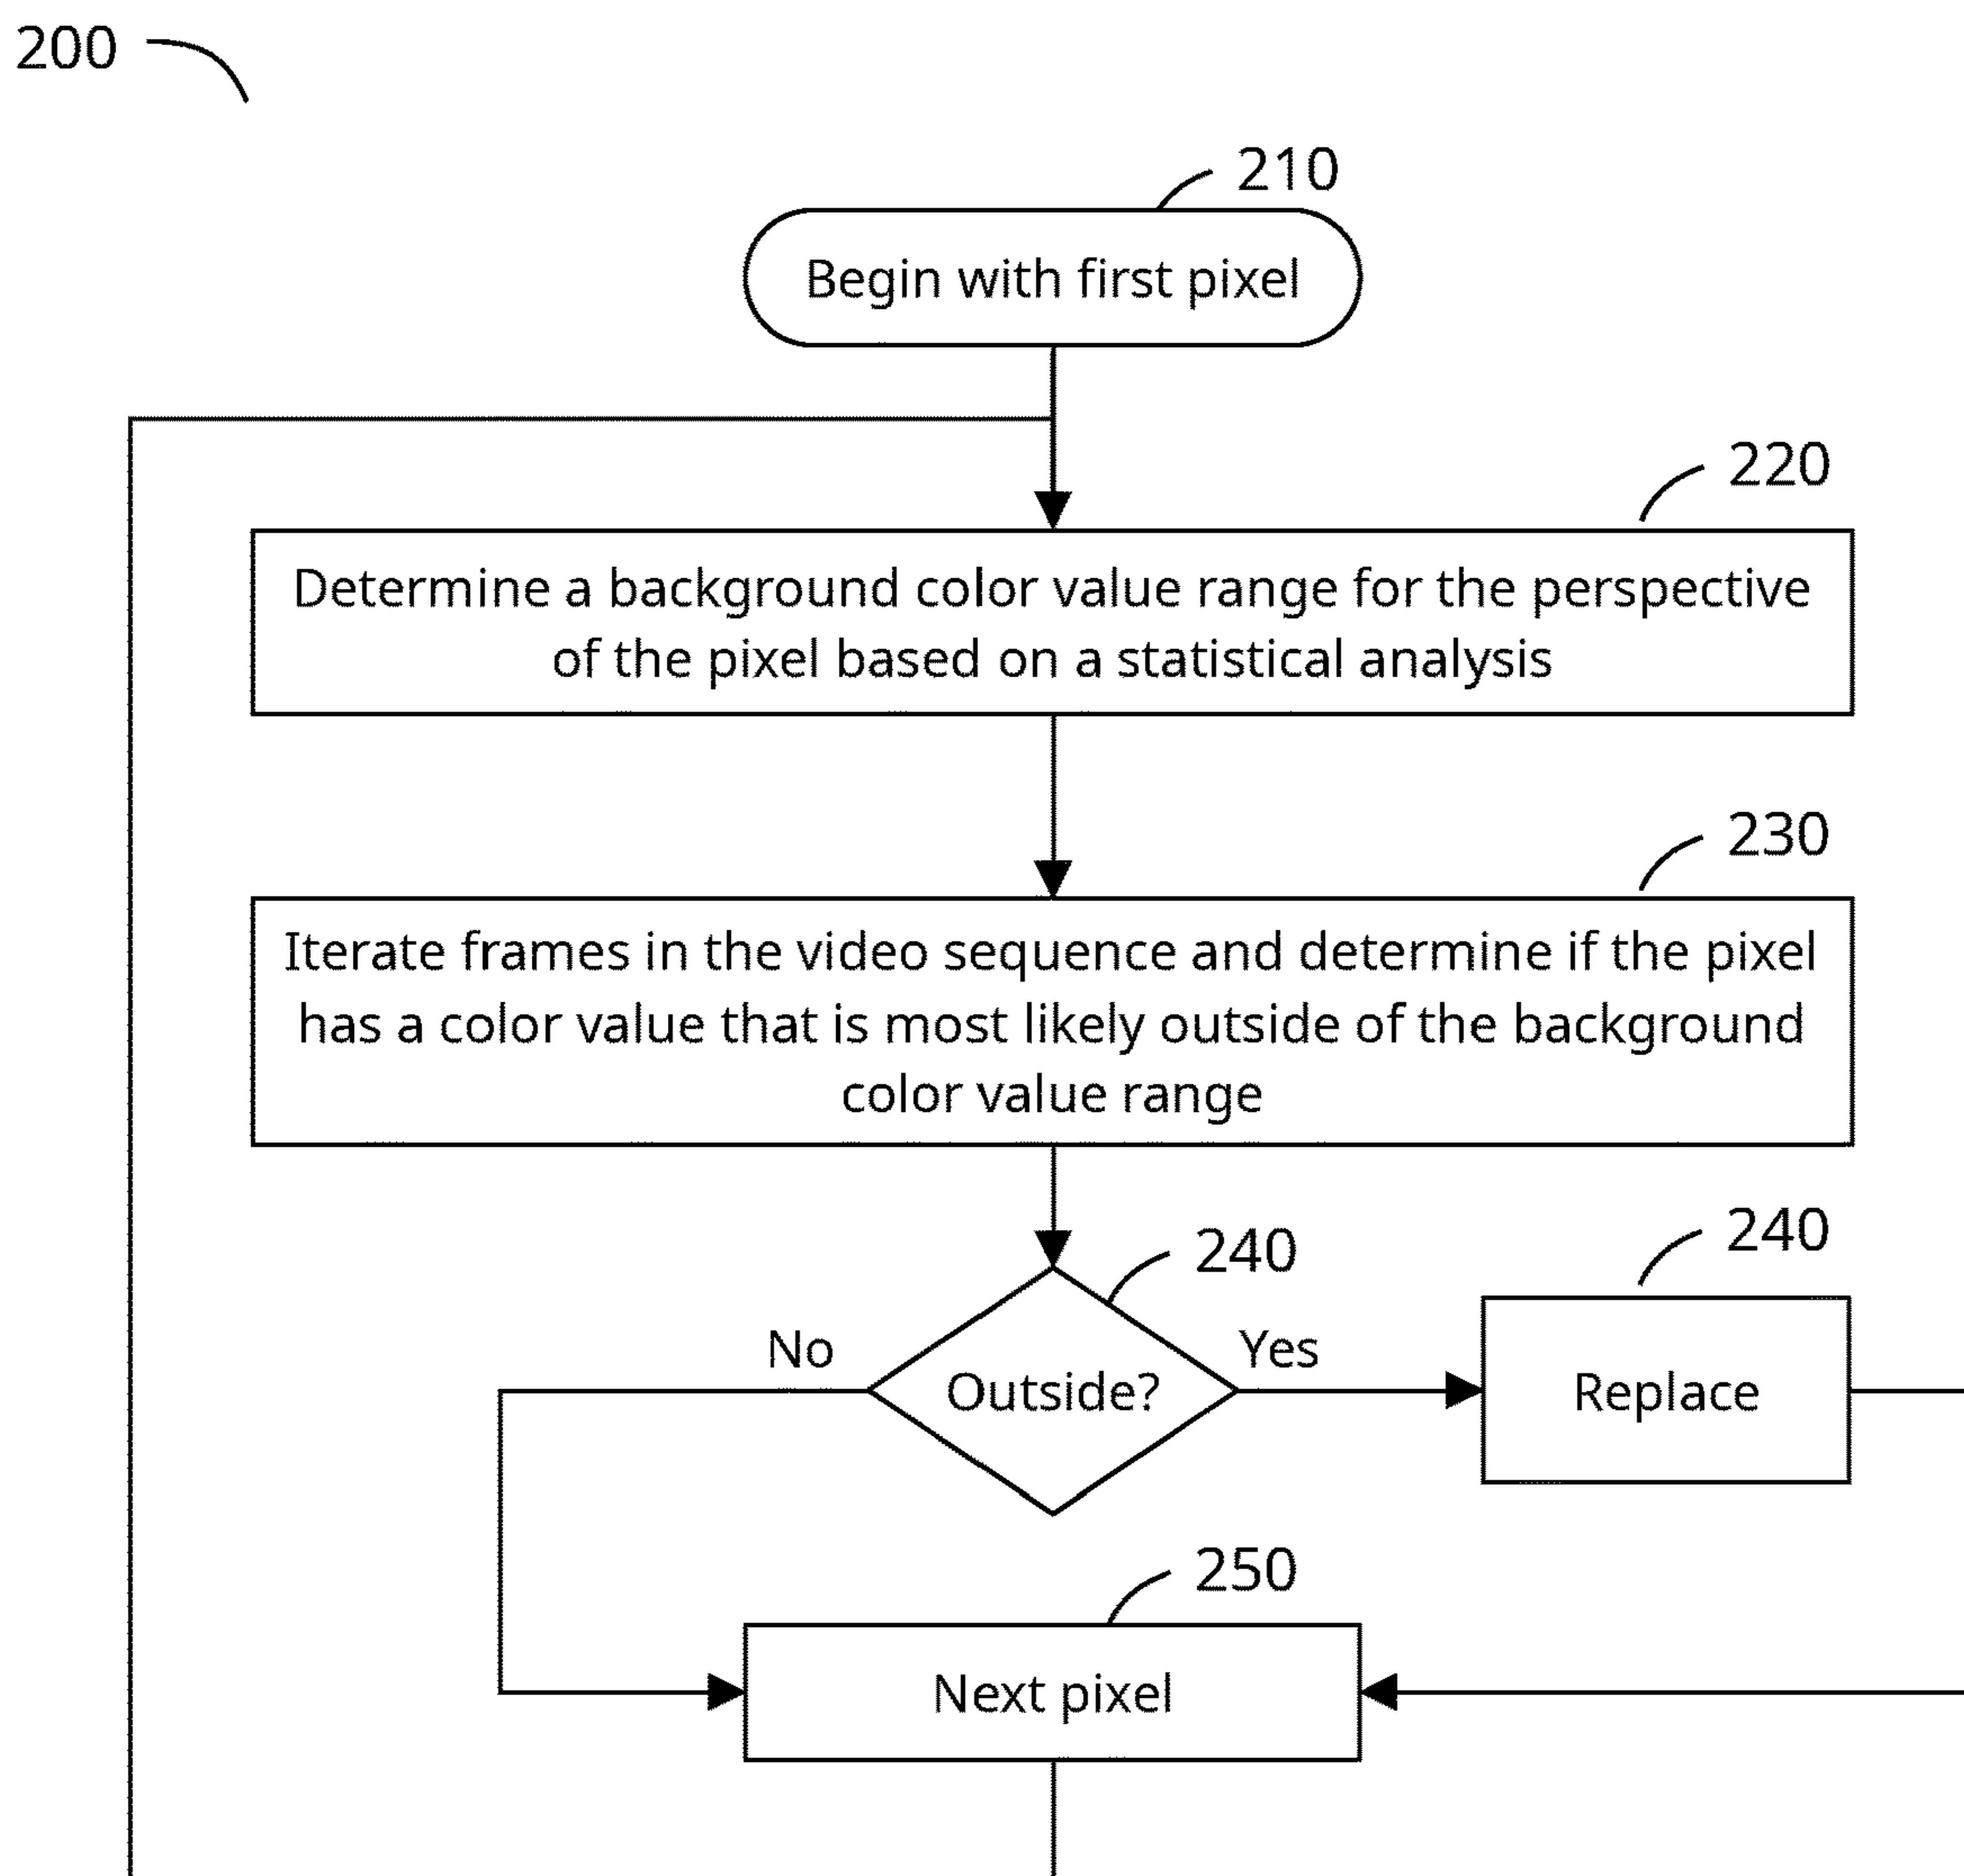 200
210
Begin with first pixel
220
Determine a background color value range for the perspective
of the pixel based on a statistical analysis
230
Iterate frames in the video sequence and determine if the pixel
has a color value that is most likely outside of the background
color value range
240
240
No
Yes
Outside?
Replace
250
Next pixel